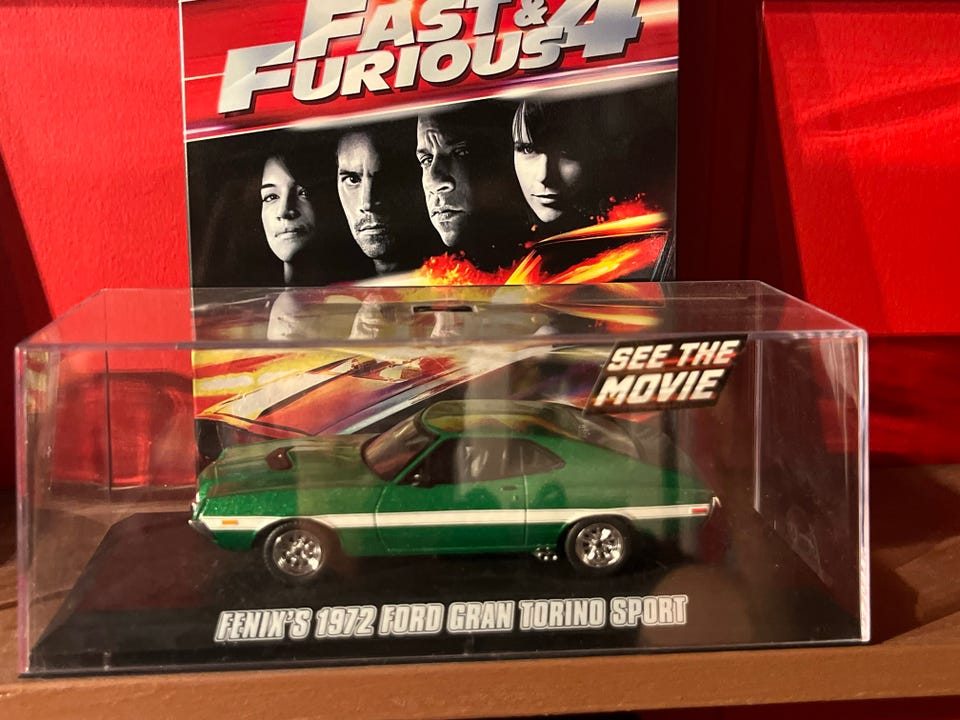 FAST &
FURIOUS 4
SEE THE
MOVIE
FENIX'S 1972 FORD GRAN TORINO SPORT